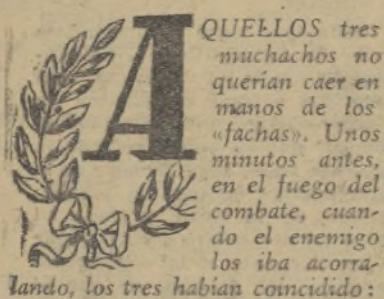 AQUELLOS tres
muchachos no
querían caer en
manos de los
«fachas». Unos
minutos antes,
en el fuego del
combate, cuan-
do el enemigo
los iba acorra-
lando, los tres habían coincidido: